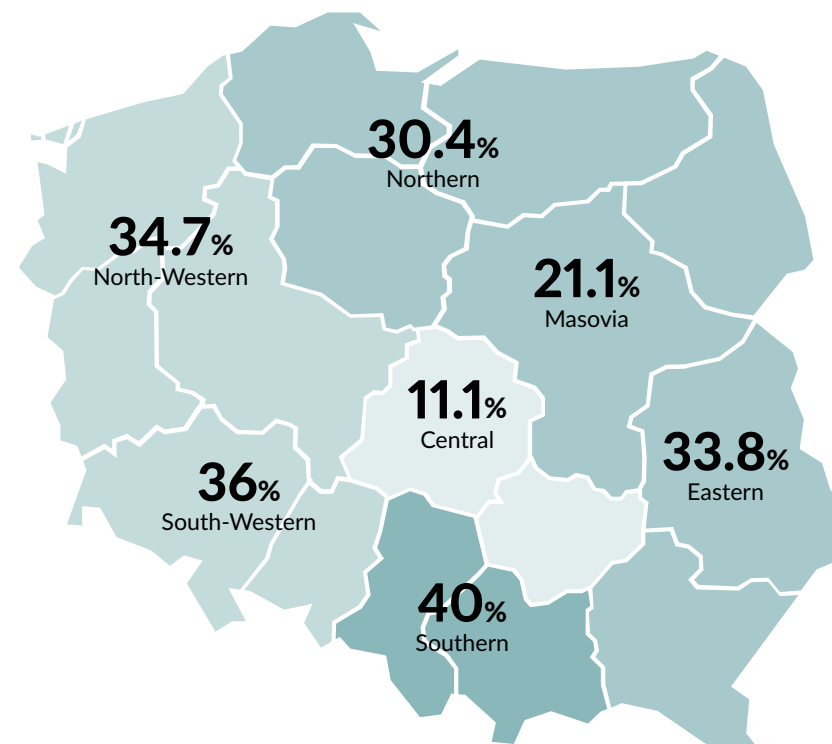 30.4%
Northern
34.7%
North-Western
21.1%
Masovia
11.1%
Central
33.8%
Eastern
36%
South-Western
40%
Southern